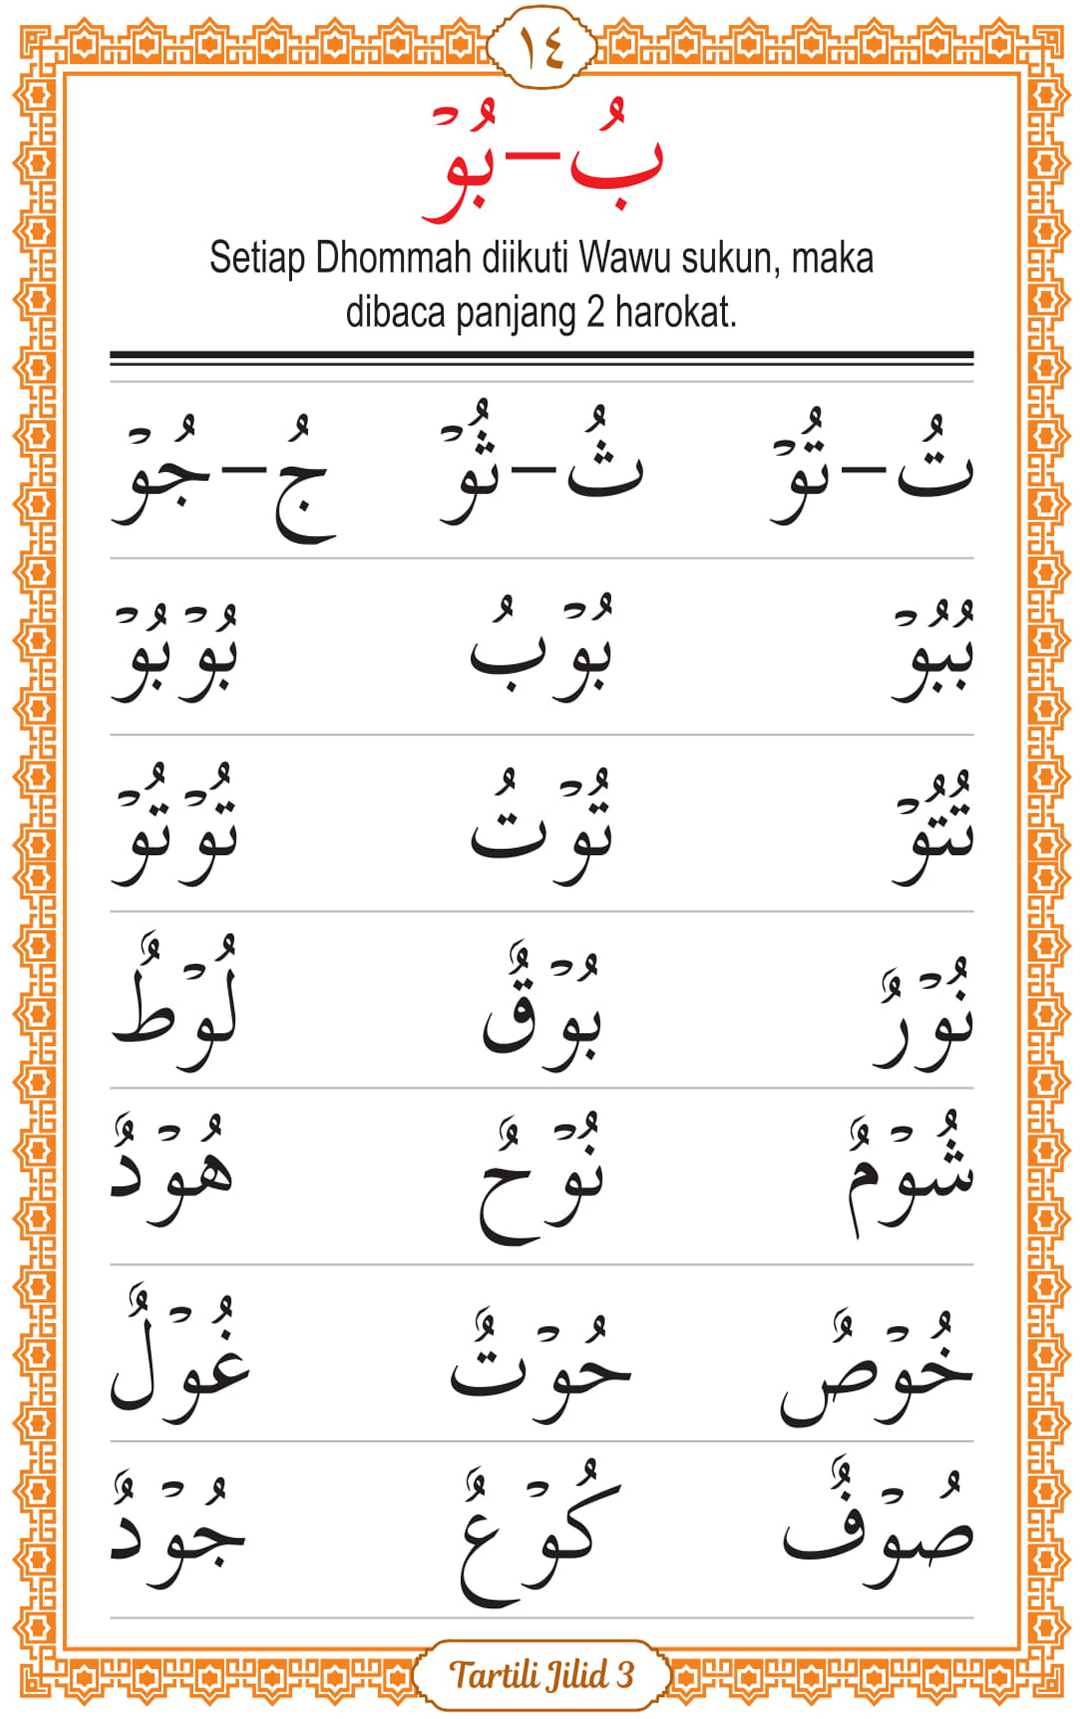 ١٤
بُ – بُوْ
Setiap Dhommah diikuti Wawu sukun, maka
dibaca panjang 2 harokat.
تُ – تُوْ ثُ – ثُوْ جُ – جُوْ
بُبُوْ بُوْبُ بُوْبُوْ
تُتُوْ تُوْتُ تُوْتُوْ
نُوْرٌ بُوْقٌ لُوْطٌ
شُوْمٌ نُوْحٌ هُوْدٌ
خُوْصٌ حُوْتٌ غُوْلٌ
صُوْفٌ كُوْعٌ جُوْدٌ
Tartili Jilid 3